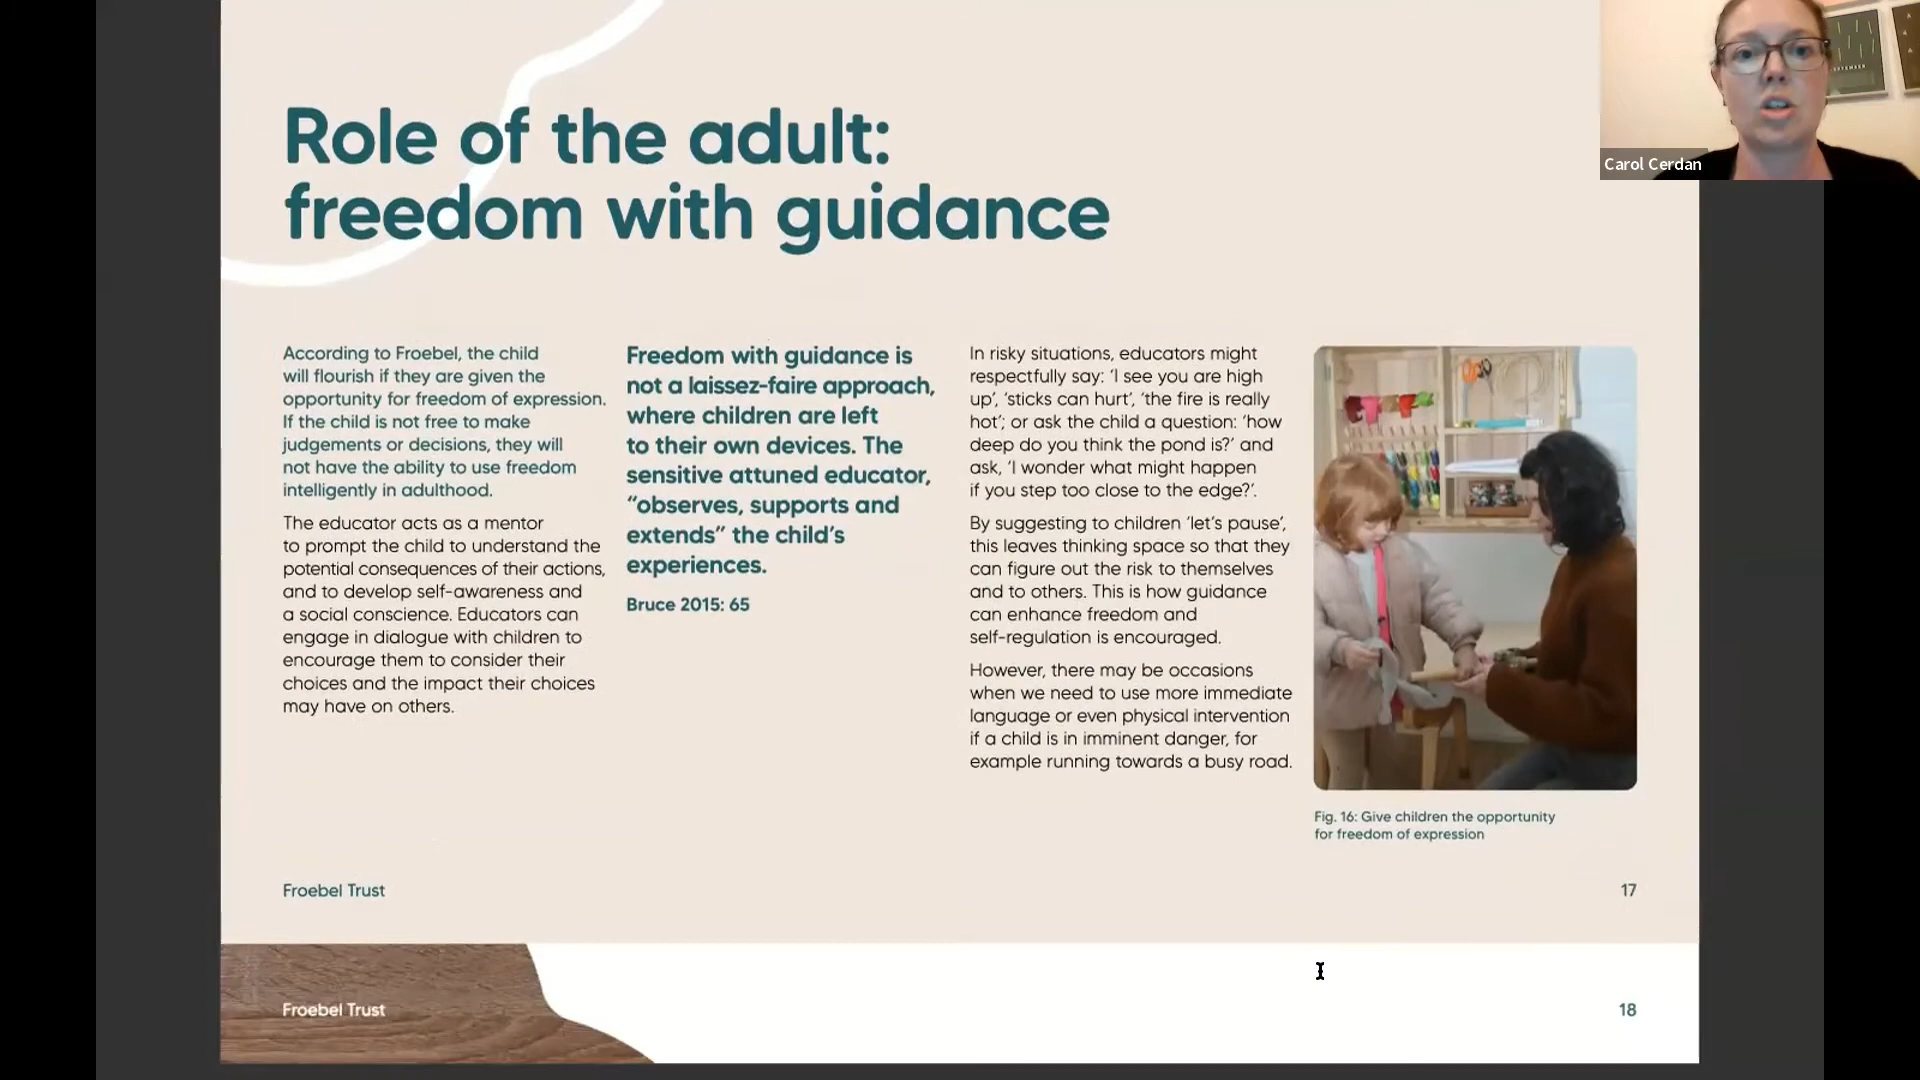 Role of the adult:
freedom with guidance
According to Froebel, the child
will flourish if they are given the
opportunity for freedom of expression.
If the child is not free to make
judgements or decisions, they will
not have the ability to use freedom
intelligently in adulthood.
The educator acts as a mentor
to prompt the child to understand the
potential consequences of their actions,
and to develop self-awareness and
a social conscience. Educators can
engage in dialogue with children to
encourage them to consider their
choices and the impact their choices
may have on others.
Freedom with guidance is
not a laissez-faire approach,
where children are left
to their own devices. The
sensitive attuned educator,
“observes, supports and
extends” the child’s
experiences.
Bruce 2015: 65
In risky situations, educators might
respectfully say: ‘I see you are high
up’, ‘sticks can hurt’, ‘the fire is really
hot’; or ask the child a question: ‘how
deep do you think the pond is?’ and
ask, ‘I wonder what might happen
if you step too close to the edge?’.
By suggesting to children ‘let’s pause’,
this leaves thinking space so that they
can figure out the risk to themselves
and to others. This is how guidance
can enhance freedom and
self-regulation is encouraged.
However, there may be occasions
when we need to use more immediate
language or even physical intervention
if a child is in imminent danger, for
example running towards a busy road.
Fig. 16: Give children the opportunity
for freedom of expression
Froebel Trust
17
Froebel Trust
18
Carol Cerdan